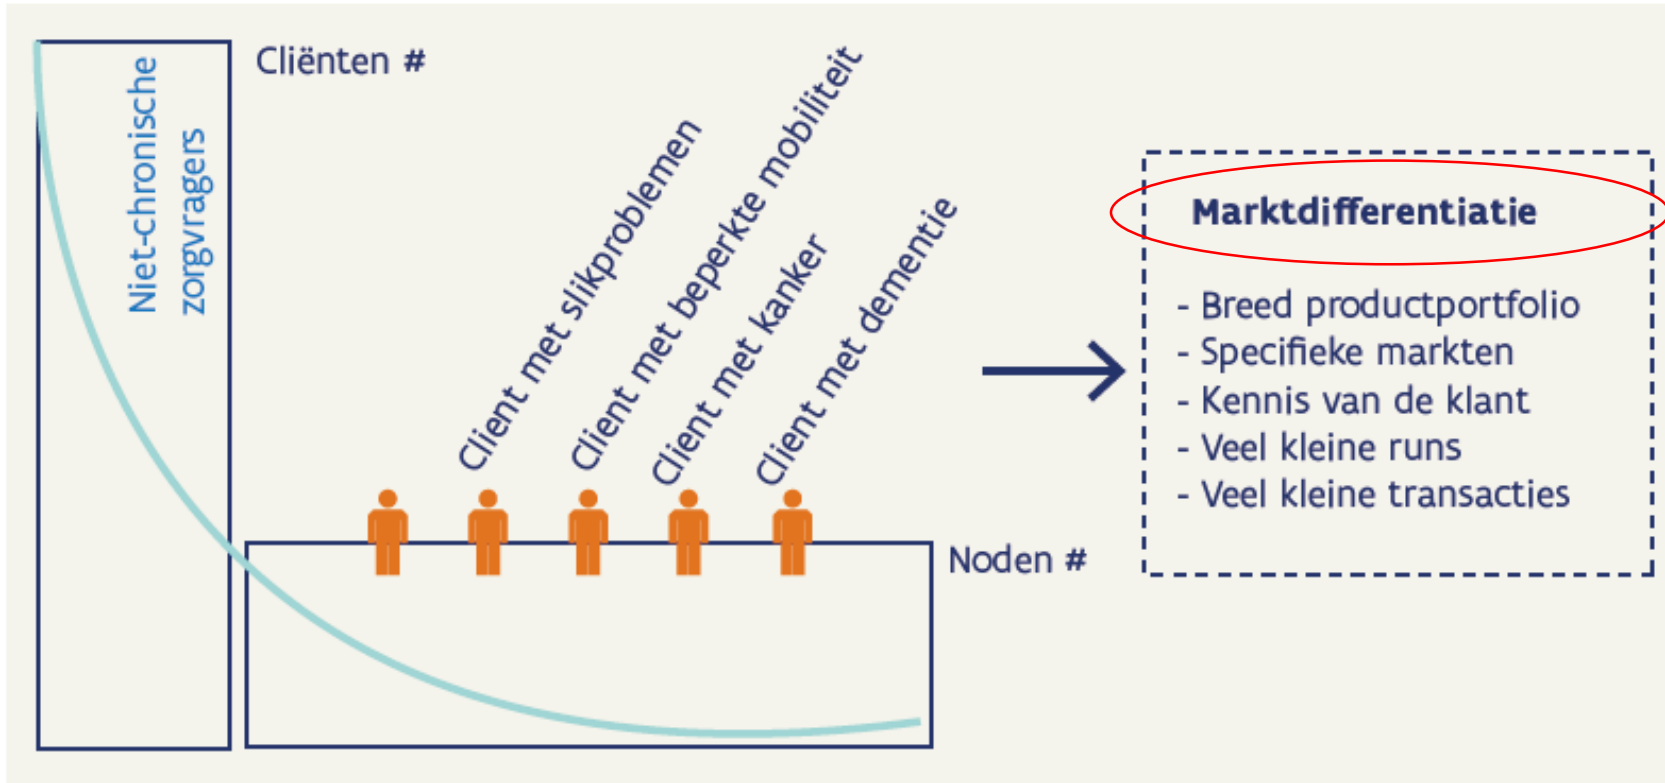 Cliënten #
Niet-chronische
zorgvragers
Client met slikproblemen
Client met beperkte mobiliteit
Client met kanker
Client met dementie
Noden #
Marktdifferentiatie
- Breed productportfolio
- Specifieke markten
- Kennis van de klant
- Veel kleine runs
- Veel kleine transacties